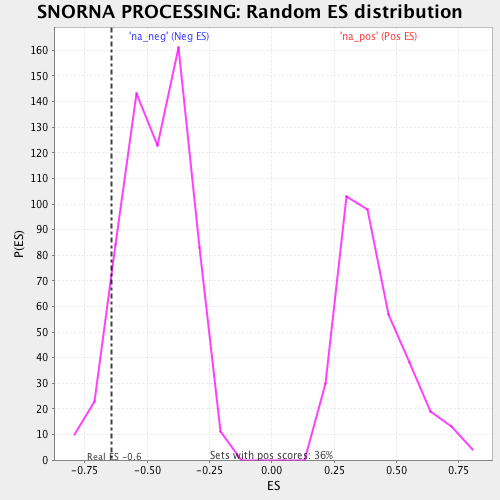 SNORNA PROCESSING: Random ES distribution
'na_neg' (Neg ES)
'na_pos' (Pos ES)
160
150
140
130
120
110
100
90
80
70
60
50
40
30
20
10
0
P(ES)
Real ES -0.6
Sets with pos scores: 36%
-0.75 -0.50 -0.25 0.00 0.25 0.50 0.75
ES